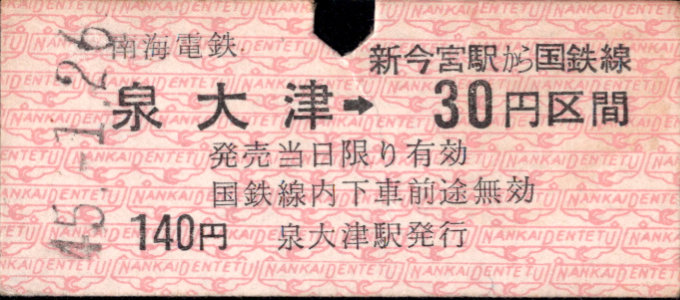 45.-1.26
南海電鉄
新今宮駅から国鉄線
泉大津➡30円区間
発売当日限り有効
国鉄線内下車前途無効
140円 泉大津駅発行
NANKAI DENTETU